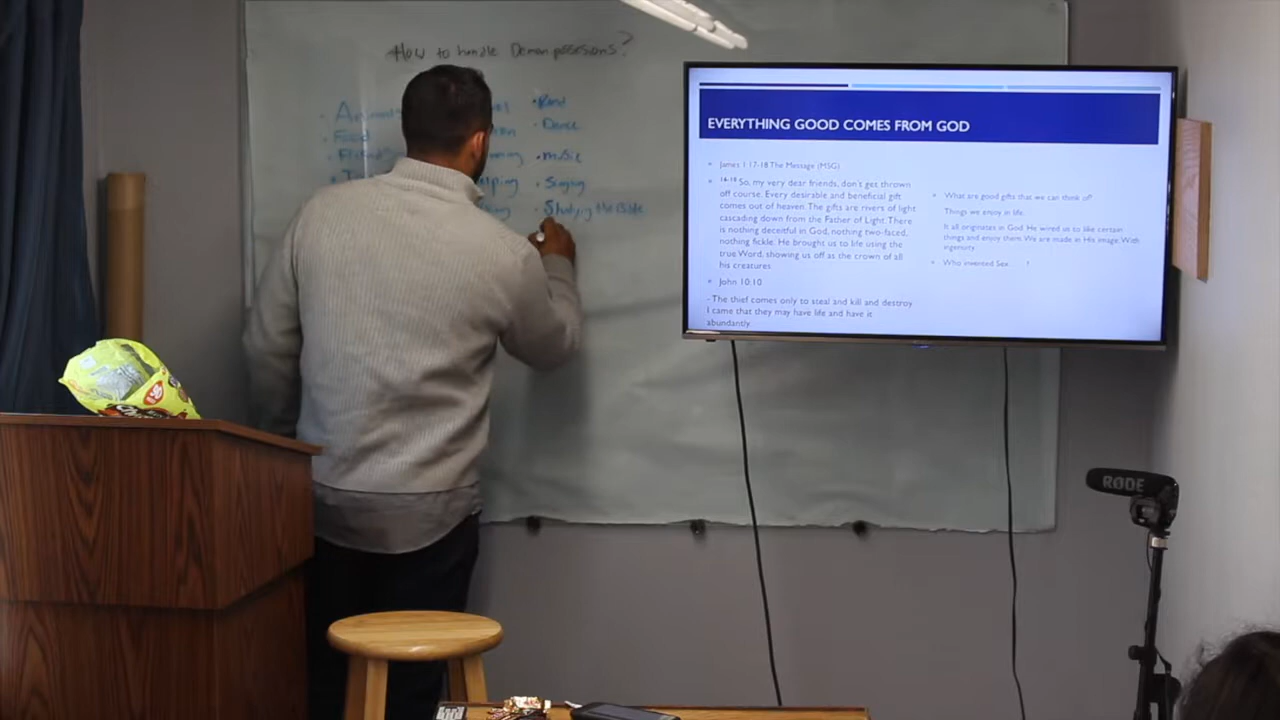 How to handle Demon possesions?
• Animals
• Food
• Friends
• Read
• Dance
• music
• Singing
• Studying the Bible
helping
EVERYTHING GOOD COMES FROM GOD
James 1:17-18 The Message (MSG)
16-18 So, my very dear friends, don't get thrown
off course. Every desirable and beneficial gift
comes out of heaven. The gifts are rivers of light
cascading down from the Father of Light. There
is nothing deceitful in God, nothing two-faced,
nothing fickle. He brought us to life using the
true Word, showing us off as the crown of all
his creatures
John 10:10
- The thief comes only to steal and kill and destroy
I came that they may have life and have it
abundantly.
What are good gifts that we can think of?
Things we enjoy in life.
It all originates in God. He wired us to like certain
things and enjoy them. We are made in His image. With
ingenuity.
Who invented Sex... ?
RØDE